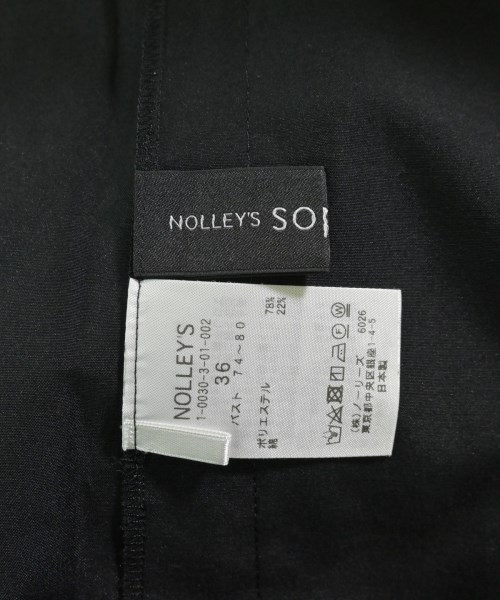 NOLLEY'S SO
NOLLEY'S
1-0030-3-01-002
36
バスト 74～80
ポリエステル 78%
綿 22%
(株)ノーリーズ 6026
東京都中央区銀座1-4-5
日本製